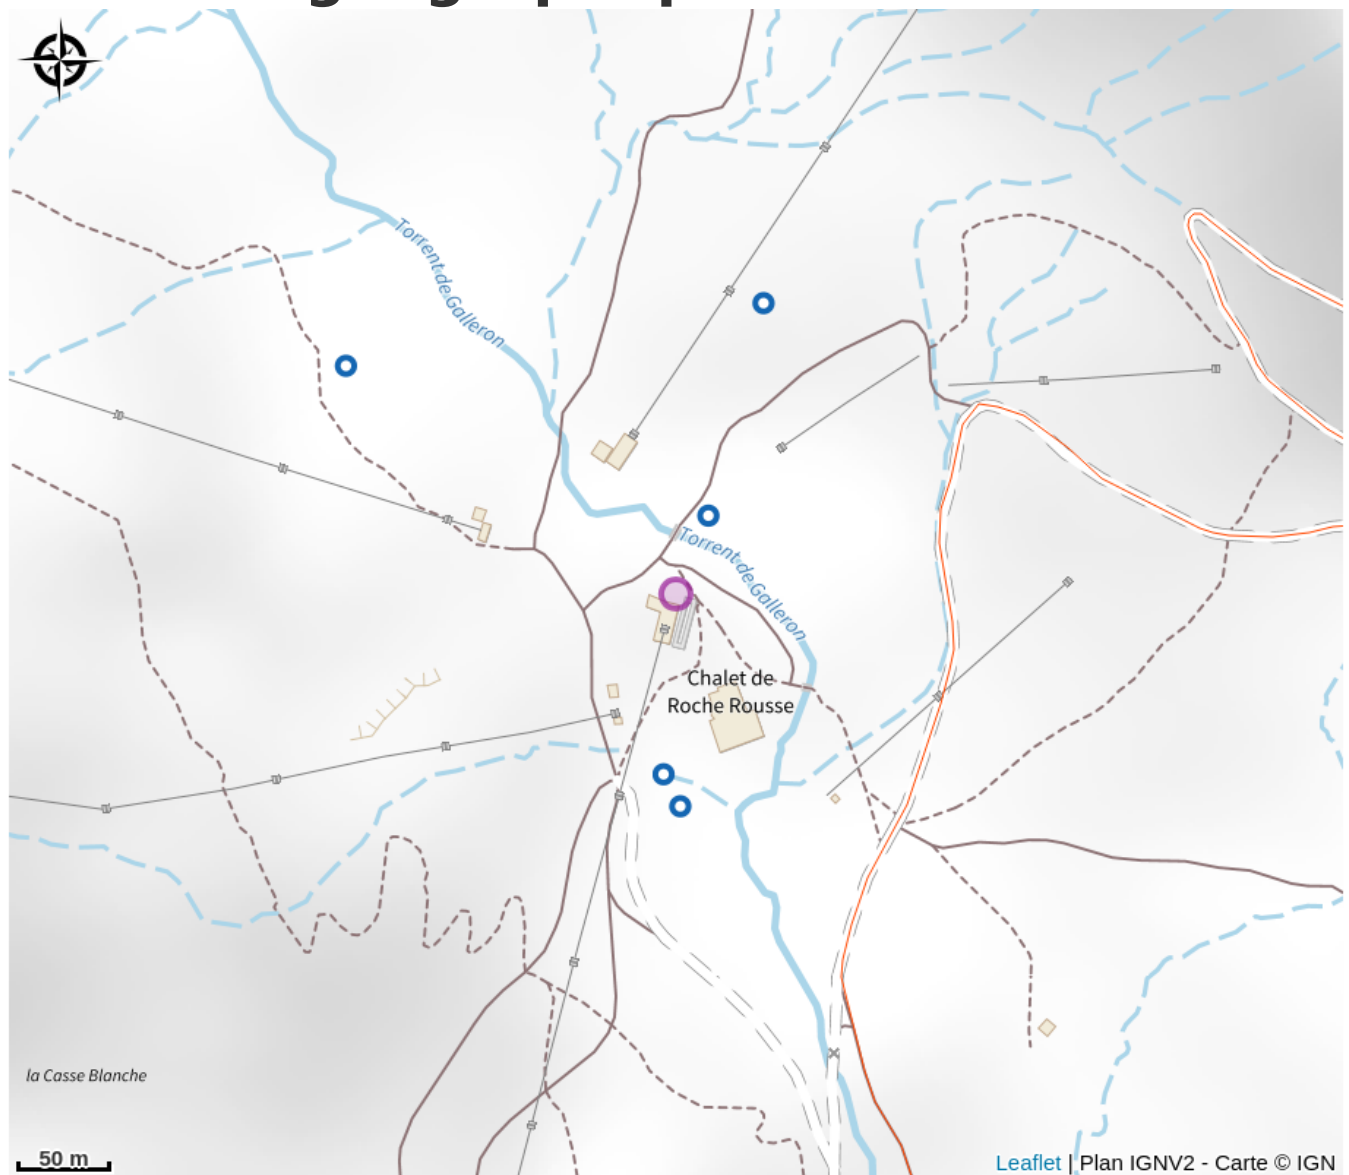 Torrent de Galleron
Torrent de Galleron
Chalet de
Roche Rousse
la Casse Blanche
50 m
Leaflet | Plan IGNV2 - Carte © IGN